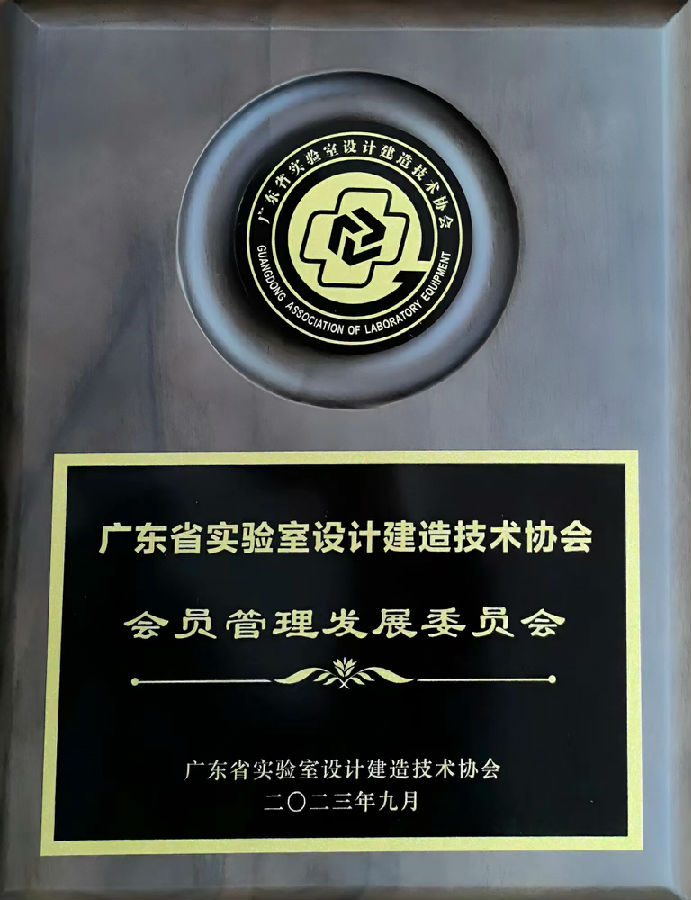 广东省实验室设计建造技术协会
GUANGDONG ASSOCIATION OF LABORATORY EQUIPMENT
广东省实验室设计建造技术协会
会员管理发展委员会
广东省实验室设计建造技术协会
二〇二三年九月